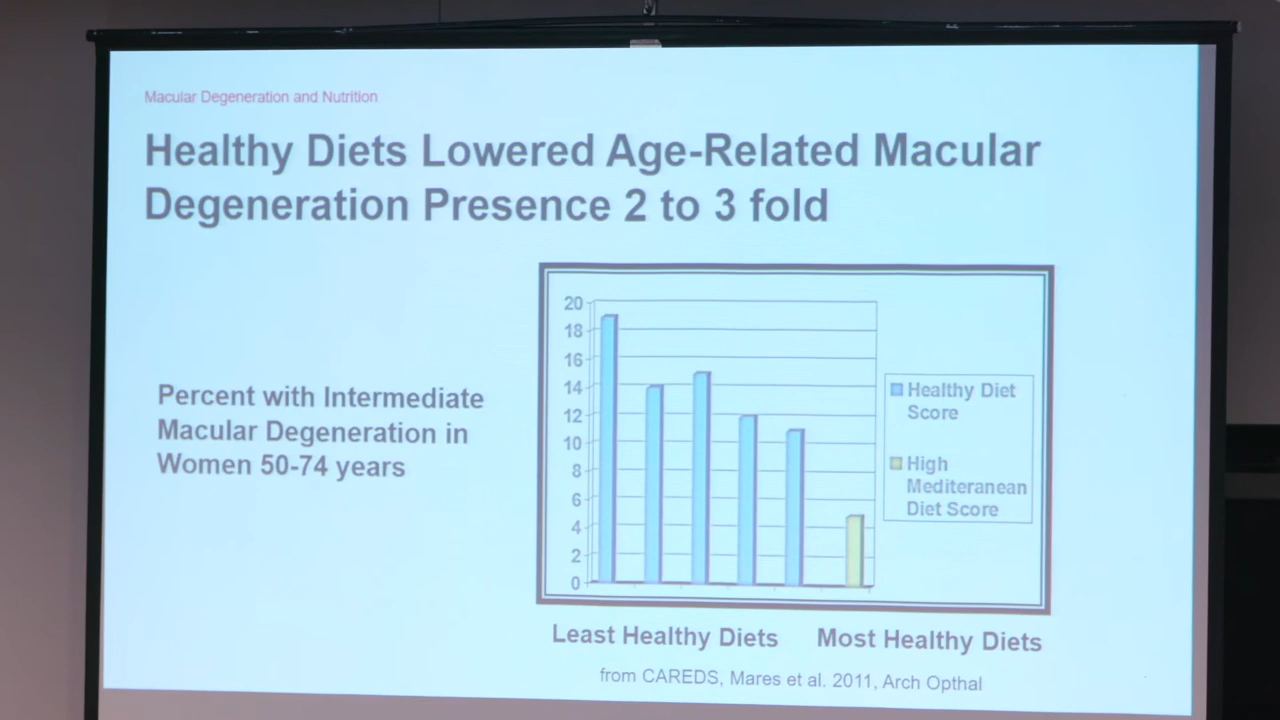 Macular Degeneration and Nutrition
Healthy Diets Lowered Age-Related Macular
Degeneration Presence 2 to 3 fold
Percent with Intermediate
Macular Degeneration in
Women 50-74 years
20
18
16
14
12
10
8
6
4
2
0
Healthy Diet
Score
High
Mediteranean
Diet Score
Least Healthy Diets
Most Healthy Diets
from CAREDS, Mares et al. 2011, Arch Opthal